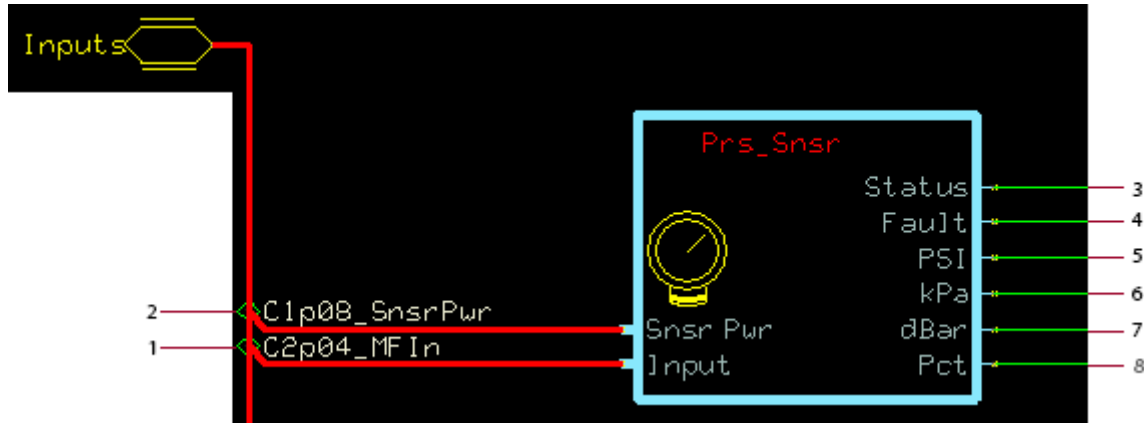 Inputs
Prs_Snsr
Status 3
Fault 4
PSI 5
kPa 6
2 C1p08_SnsrPwr
Snsr Pwr dBar 7
1 C2p04_MFIn
Input Pct 8